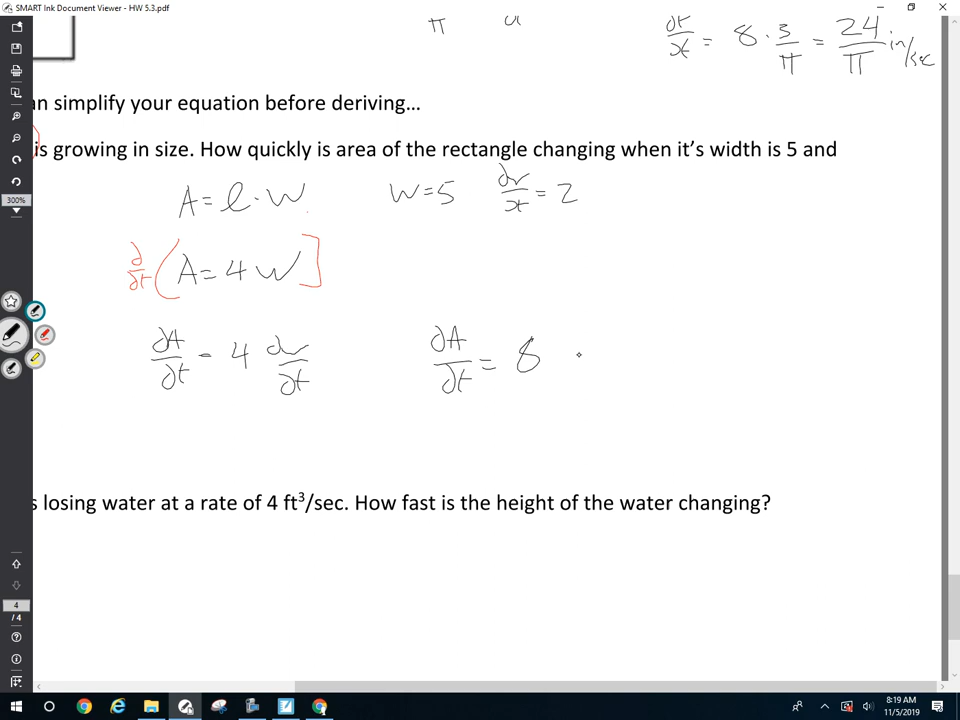 SMART Ink Document Viewer - HW 5.3.pdf
π
dr/dt = 8 · 3/π = 24/π in/sec
an simplify your equation before deriving…
is growing in size. How quickly is area of the rectangle changing when it's width is 5 and
A = l · W    W = 5    dw/dt = 2
d/dt [A = 4W]
dA/dt = 4 dw/dt    dA/dt = 8
s losing water at a rate of 4 ft³/sec. How fast is the height of the water changing?
300%
4
/ 4
8:19 AM
11/5/2019